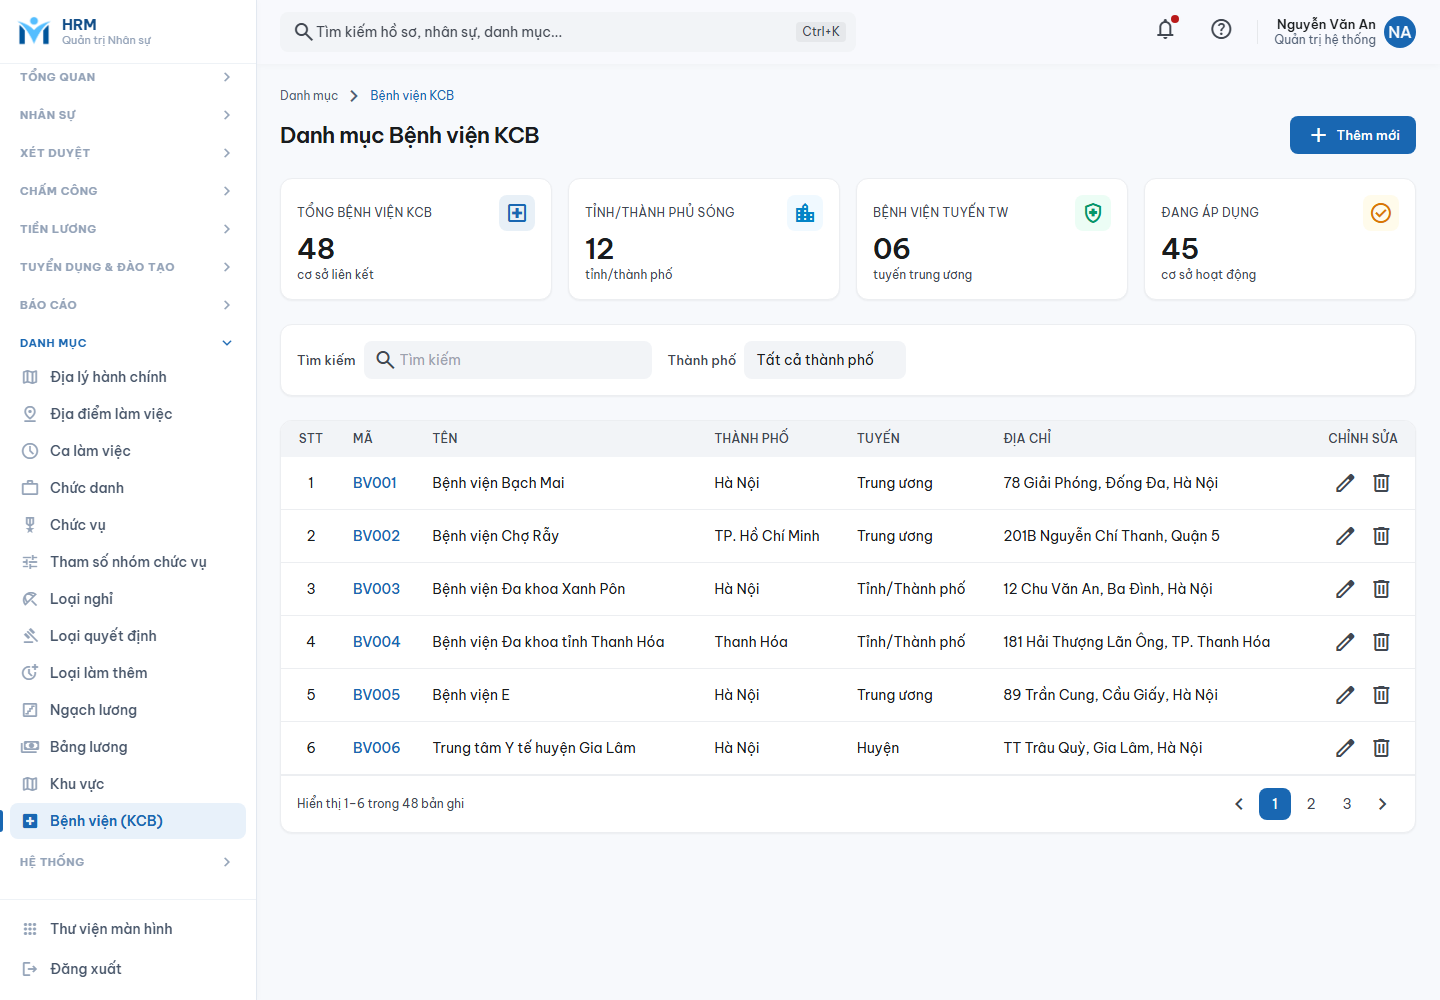 HRM
Quản trị Nhân sự
TỔNG QUAN
NHÂN SỰ
XÉT DUYỆT
CHẤM CÔNG
TIỀN LƯƠNG
TUYỂN DỤNG & ĐÀO TẠO
BÁO CÁO
DANH MỤC
Địa lý hành chính
Địa điểm làm việc
Ca làm việc
Chức danh
Chức vụ
Tham số nhóm chức vụ
Loại nghỉ
Loại quyết định
Loại làm thêm
Ngạch lương
Bảng lương
Khu vực
Bệnh viện (KCB)
HỆ THỐNG
Thư viện màn hình
Đăng xuất
Tìm kiếm hồ sơ, nhân sự, danh mục... Ctrl+K
Nguyễn Văn An
Quản trị hệ thống
NA
Danh mục Bệnh viện KCB
Danh mục Bệnh viện KCB
Thêm mới
TỔNG BỆNH VIỆN KCB
48
cơ sở liên kết
TỈNH/THÀNH PHỦ SÓNG
12
tỉnh/thành phố
BỆNH VIỆN TUYẾN TW
06
tuyến trung ương
ĐANG ÁP DỤNG
45
cơ sở hoạt động
Tìm kiếm Tìm kiếm Thành phố Tất cả thành phố
STT MÃ TÊN THÀNH PHỐ TUYẾN ĐỊA CHỈ CHỈNH SỬA
1 BV001 Bệnh viện Bạch Mai Hà Nội Trung ương 78 Giải Phóng, Đống Đa, Hà Nội
2 BV002 Bệnh viện Chợ Rẫy TP. Hồ Chí Minh Trung ương 201B Nguyễn Chí Thanh, Quận 5
3 BV003 Bệnh viện Đa khoa Xanh Pôn Hà Nội Tỉnh/Thành phố 12 Chu Văn An, Ba Đình, Hà Nội
4 BV004 Bệnh viện Đa khoa tỉnh Thanh Hóa Thanh Hóa Tỉnh/Thành phố 181 Hải Thượng Lãn Ông, TP. Thanh Hóa
5 BV005 Bệnh viện E Hà Nội Trung ương 89 Trần Cung, Cầu Giấy, Hà Nội
6 BV006 Trung tâm Y tế huyện Gia Lâm Hà Nội Huyện TT Trâu Quỳ, Gia Lâm, Hà Nội
Hiển thị 1–6 trong 48 bản ghi
1 2 3